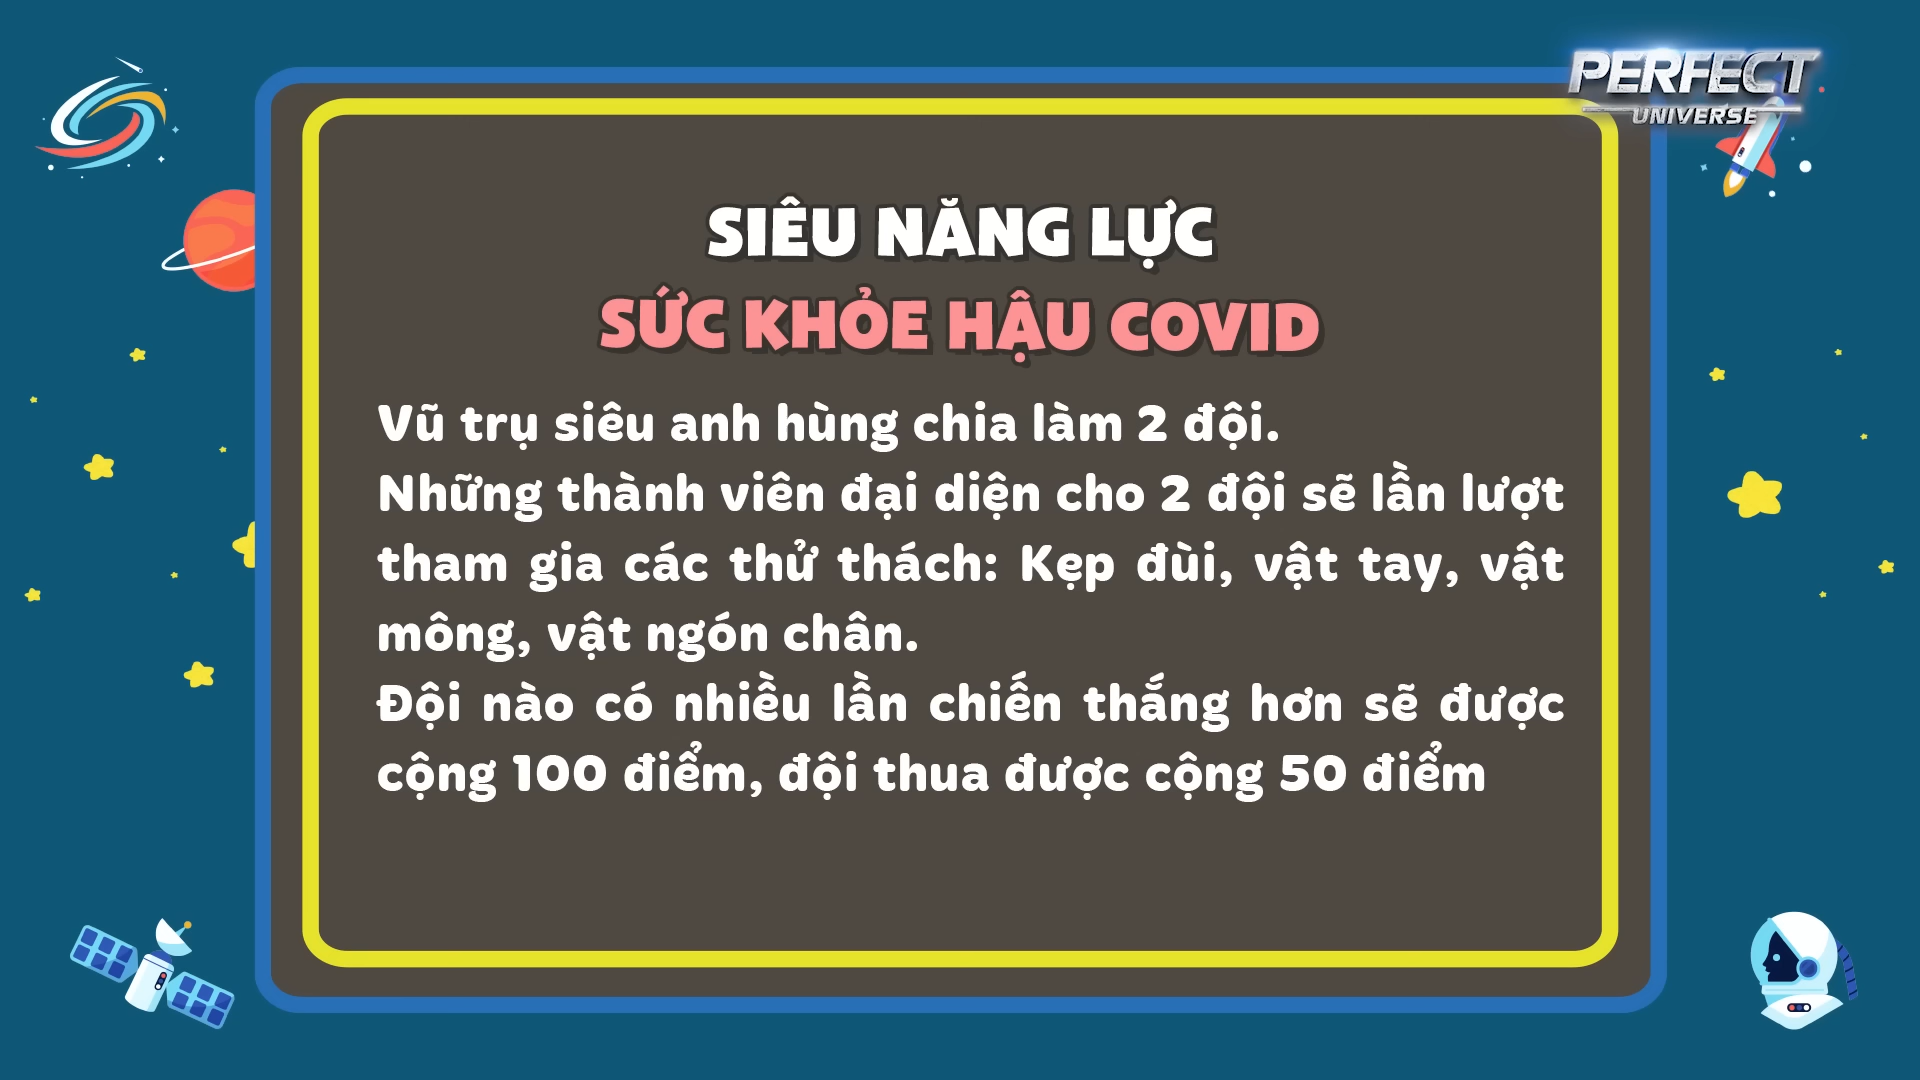 PERFECT
UNIVERSE
SIÊU NĂNG LỰC
SỨC KHỎE HẬU COVID
Vũ trụ siêu anh hùng chia làm 2 đội.
Những thành viên đại diện cho 2 đội sẽ lần lượt
tham gia các thử thách: Kẹp đùi, vật tay, vật
mông, vật ngón chân.
Đội nào có nhiều lần chiến thắng hơn sẽ được
cộng 100 điểm, đội thua được cộng 50 điểm